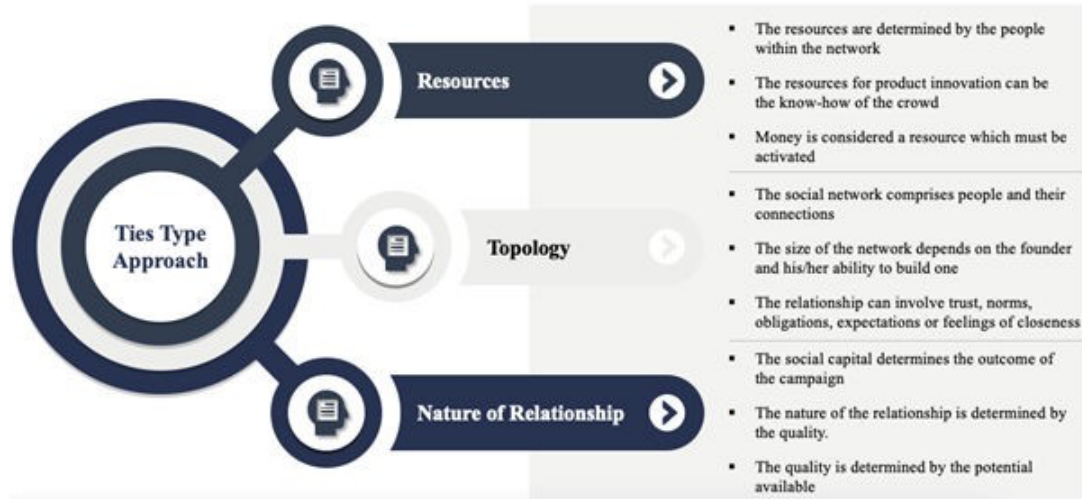 Ties Type
Approach
Resources
▪ The resources are determined by the people
within the network
▪ The resources for product innovation can be
the know-how of the crowd
▪ Money is considered a resource which must be
activated
Topology
▪ The social network comprises people and their
connections
▪ The size of the network depends on the founder
and his/her ability to build one
▪ The relationship can involve trust, norms,
obligations, expectations or feelings of closeness
Nature of Relationship
▪ The social capital determines the outcome of
the campaign
▪ The nature of the relationship is determined by
the quality.
▪ The quality is determined by the potential
available